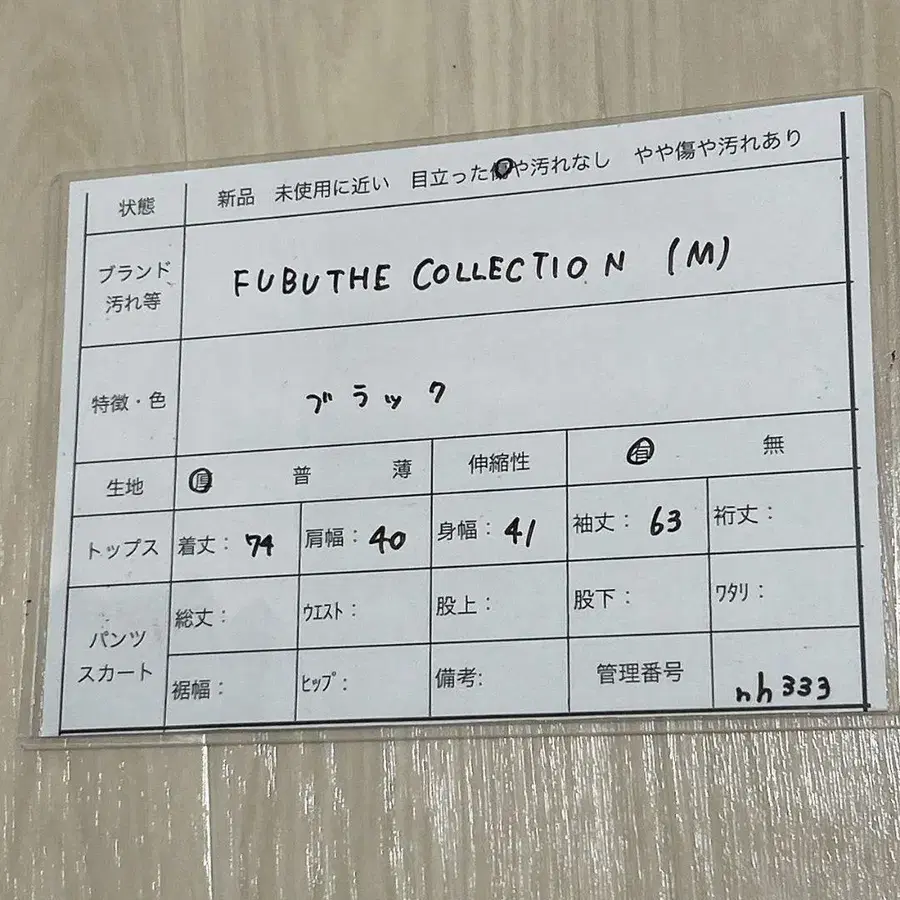 状態 新品 未使用に近い 目立った傷や汚れなし やや傷や汚れあり
ブランド
汚れ等
FUBUTHE COLLECTION (M)
特徴・色 ブラック
生地 厚 普 薄 伸縮性 有 無
トップス 着丈: 74 肩幅: 40 身幅: 41 袖丈: 63 裄丈:
パンツ
スカート
総丈: ウエスト: 股上: 股下: ワタリ:
裾幅: ヒップ: 備考: 管理番号 nh333